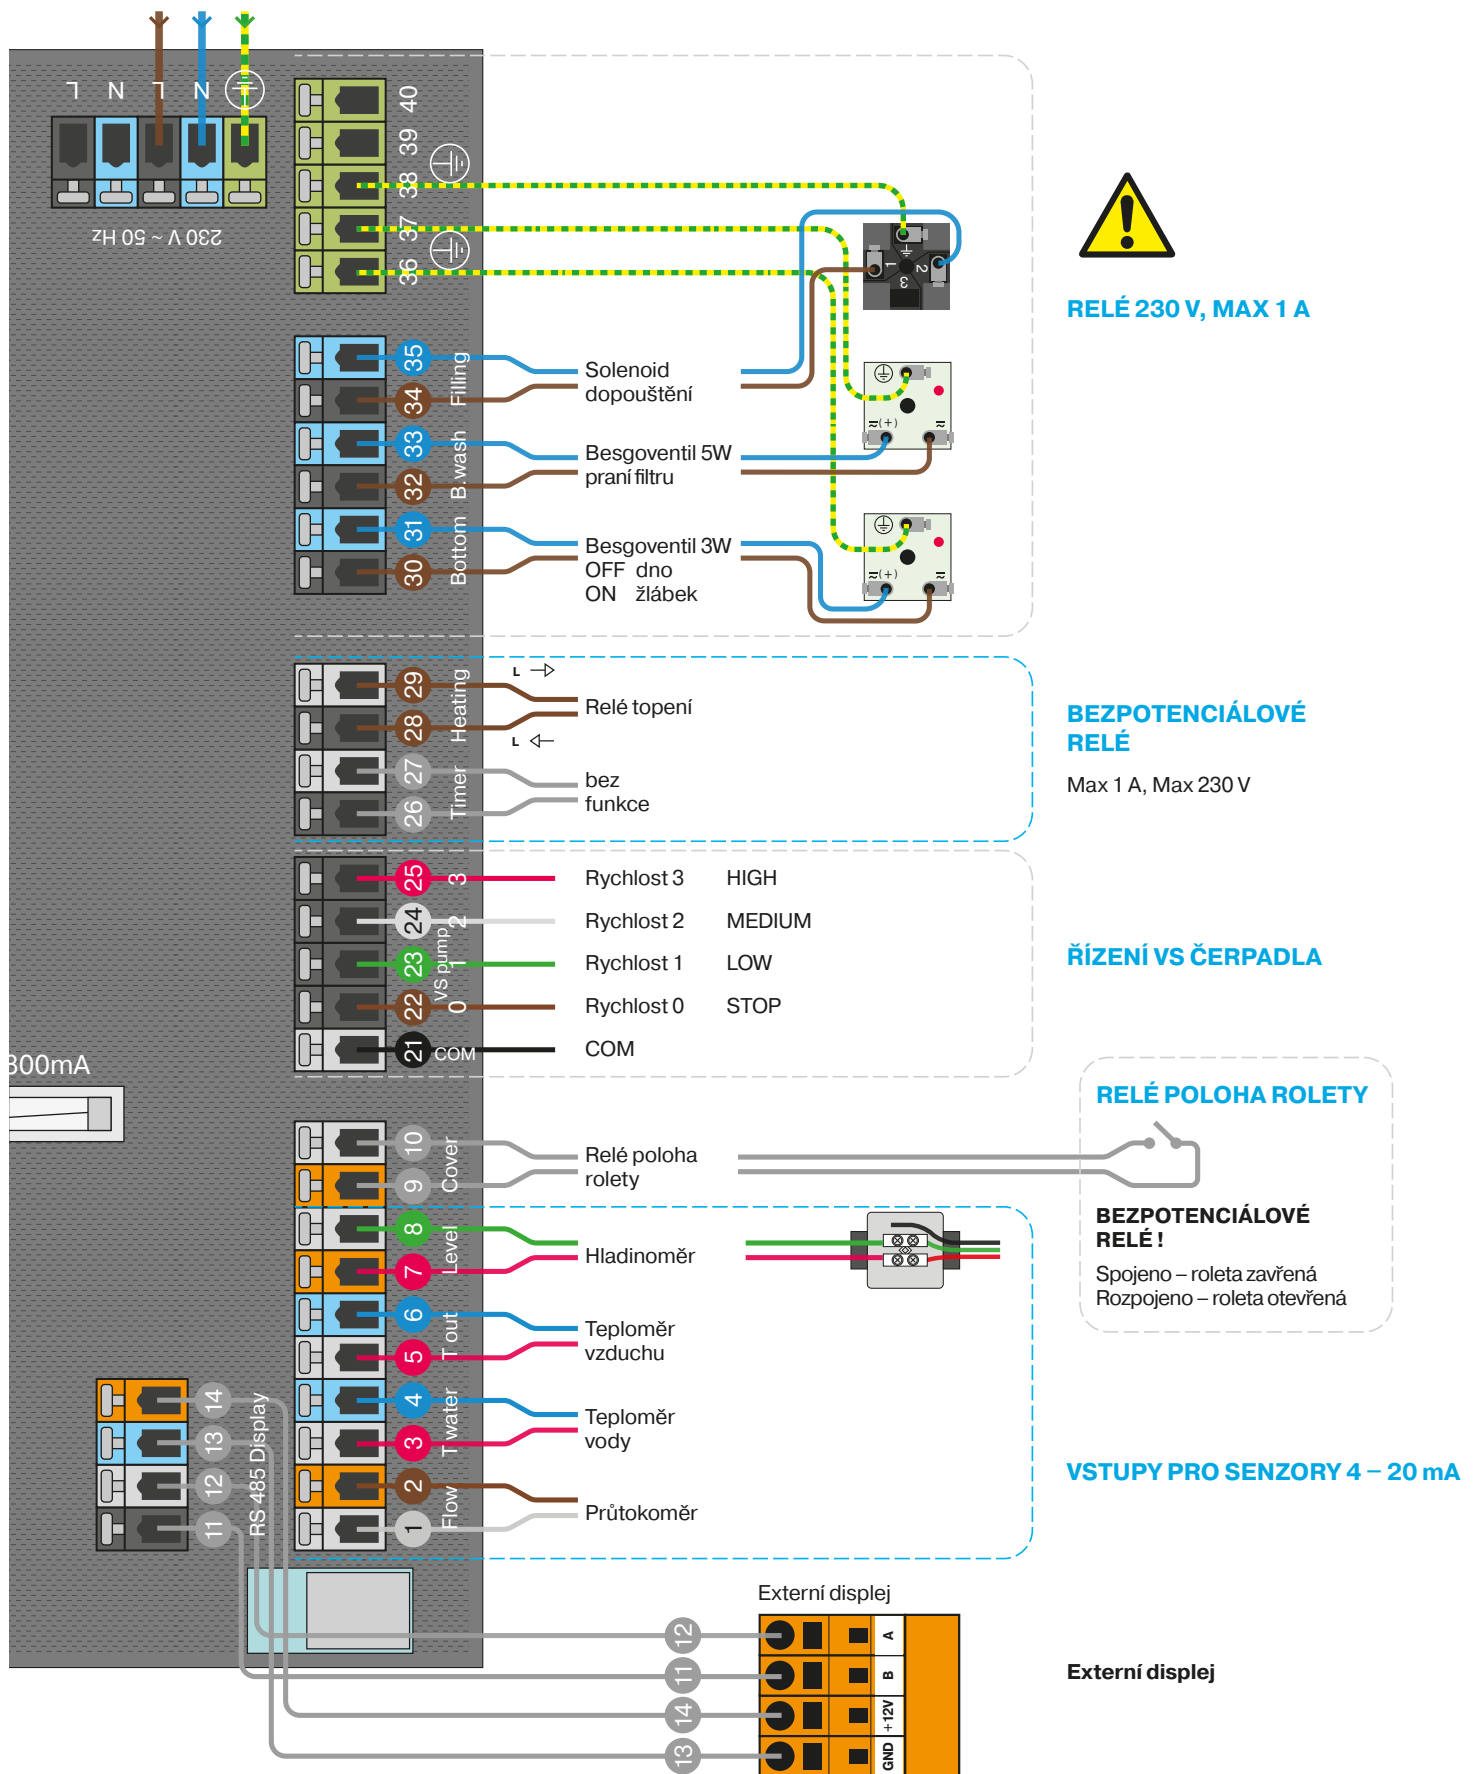 L N L N
230 V ~ 50 Hz
40
39
38
37
36
35
34
Filling
33
32
B.wash
31
30
Bottom
Solenoid
dopouštění
Besgoventil 5W
praní filtru
Besgoventil 3W
OFF dno
ON žlábek
1
2
3
≂(+) ≂
≂(+) ≂
RELÉ 230 V, MAX 1 A
29
28
Heating
27
26
Timer
L
Relé topení
L
bez
funkce
BEZPOTENCIÁLOVÉ
RELÉ
Max 1 A, Max 230 V
25 3
24 2
23 1
22 0
VS pump
21 COM
Rychlost 3 HIGH
Rychlost 2 MEDIUM
Rychlost 1 LOW
Rychlost 0 STOP
COM
ŘÍZENÍ VS ČERPADLA
300mA
10
9
Cover
Relé poloha
rolety
RELÉ POLOHA ROLETY
BEZPOTENCIÁLOVÉ
RELÉ !
Spojeno – roleta zavřená
Rozpojeno – roleta otevřená
8
7
Level
Hladinoměr
6
5
T out
Teploměr
vzduchu
4
3
T water
Teploměr
vody
2
1
Flow
Průtokoměr
VSTUPY PRO SENZORY 4 – 20 mA
14
13
12
11
RS 485 Display
Externí displej
12 A
11 B
14 +12V
13 GND
Externí displej